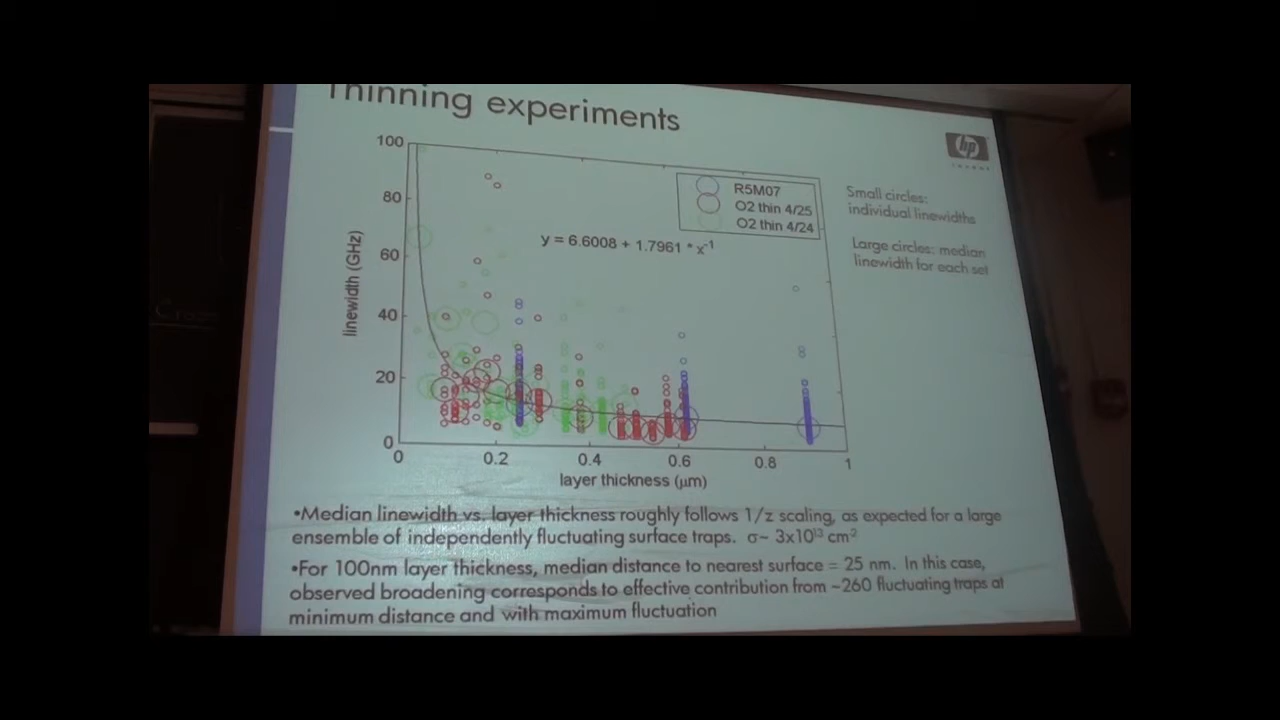 Thinning experiments
hp
invent
100
80
60
40
20
0
linewidth (GHz)
R5M07
O2 thin 4/25
O2 thin 4/24
y = 6.6008 + 1.7961 * x⁻¹
Small circles:
individual linewidths
Large circles: median
linewidth for each set
0
0.2
0.4
0.6
0.8
1
layer thickness (μm)
•Median linewidth vs. layer thickness roughly follows 1/z scaling, as expected for a large
ensemble of independently fluctuating surface traps. σ~ 3x10¹³ cm²
•For 100nm layer thickness, median distance to nearest surface = 25 nm. In this case,
observed broadening corresponds to effective contribution from ~260 fluctuating traps at
minimum distance and with maximum fluctuation